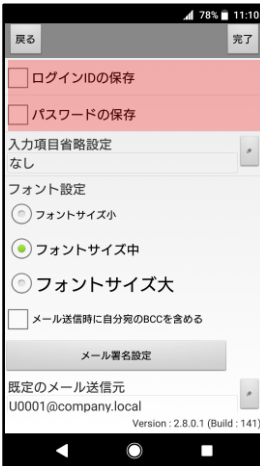 78% 11:10
戻る
完了
ログインIDの保存
パスワードの保存
入力項目省略設定
なし
フォント設定
フォントサイズ小
フォントサイズ中
フォントサイズ大
メール送信時に自分宛のBCCを含める
メール署名設定
既定のメール送信元
U0001@company.local
Version : 2.8.0.1 (Build : 141)